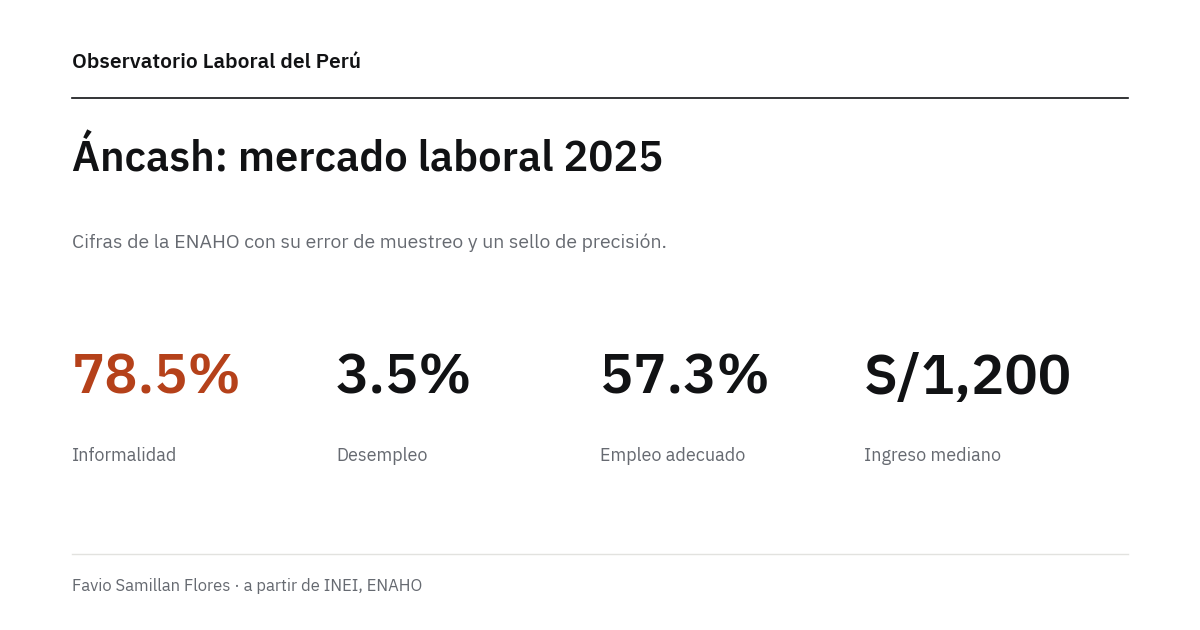 Observatorio Laboral del Perú
Áncash: mercado laboral 2025
Cifras de la ENAHO con su error de muestreo y un sello de precisión.
78.5% 3.5% 57.3% S/1,200
Informalidad Desempleo Empleo adecuado Ingreso mediano
Favio Samillan Flores · a partir de INEI, ENAHO